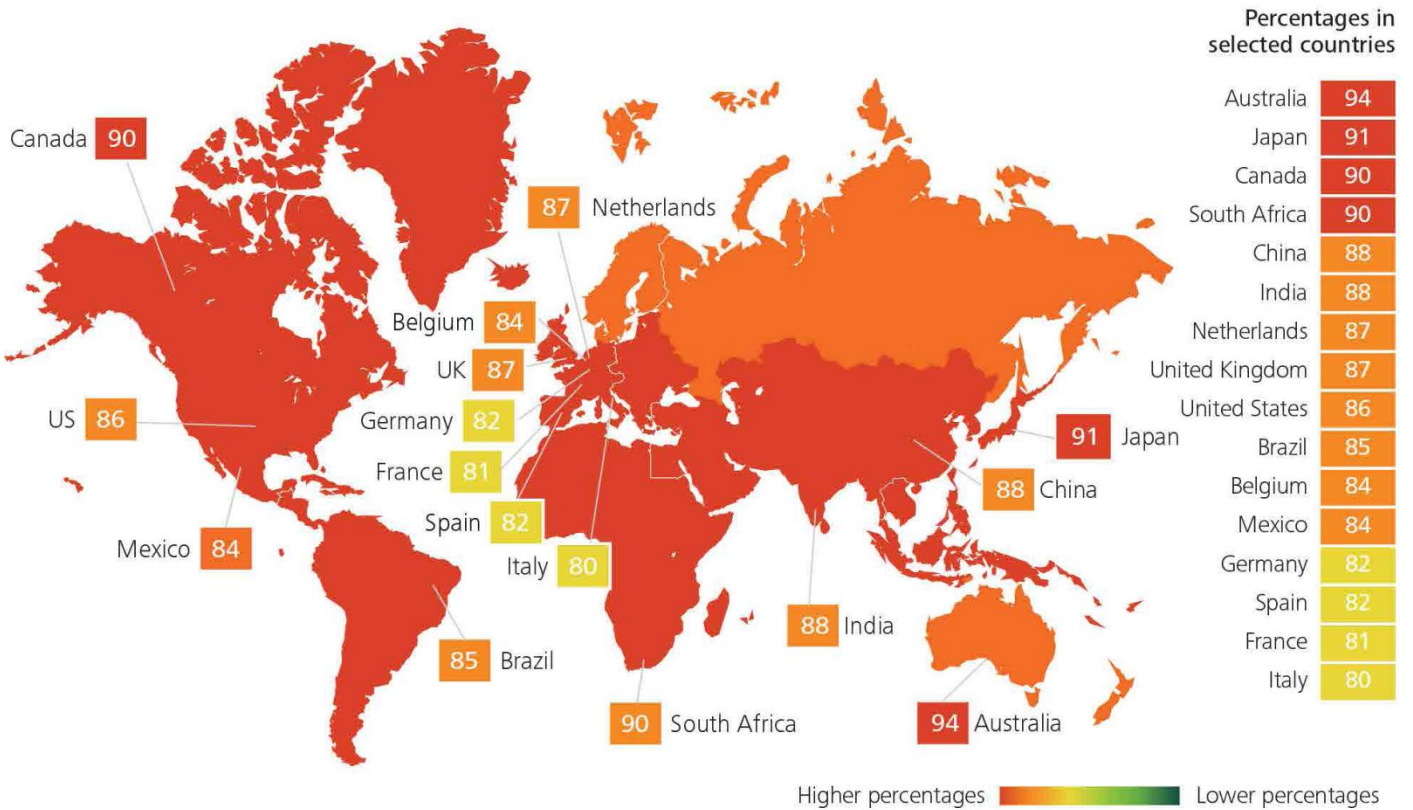 Percentages in
selected countries
Australia 94
Japan 91
Canada 90
South Africa 90
China 88
India 88
Netherlands 87
United Kingdom 87
United States 86
Brazil 85
Belgium 84
Mexico 84
Germany 82
Spain 82
France 81
Italy 80
Canada 90
87 Netherlands
Belgium 84
UK 87
US 86
Germany 82
91 Japan
France 81
88 China
Spain 82
Mexico 84
Italy 80
88 India
85 Brazil
90 South Africa
94 Australia
Higher percentages Lower percentages